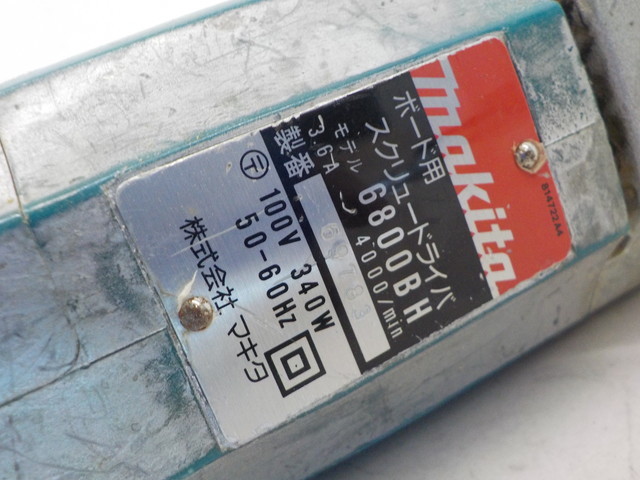 makita
ボード用
スクリュードライバ
モデル 6800BH
3.6A ～ 4000/min
製番
〒 100V 340W
50-60Hz
株式会社 マキタ
814722A4